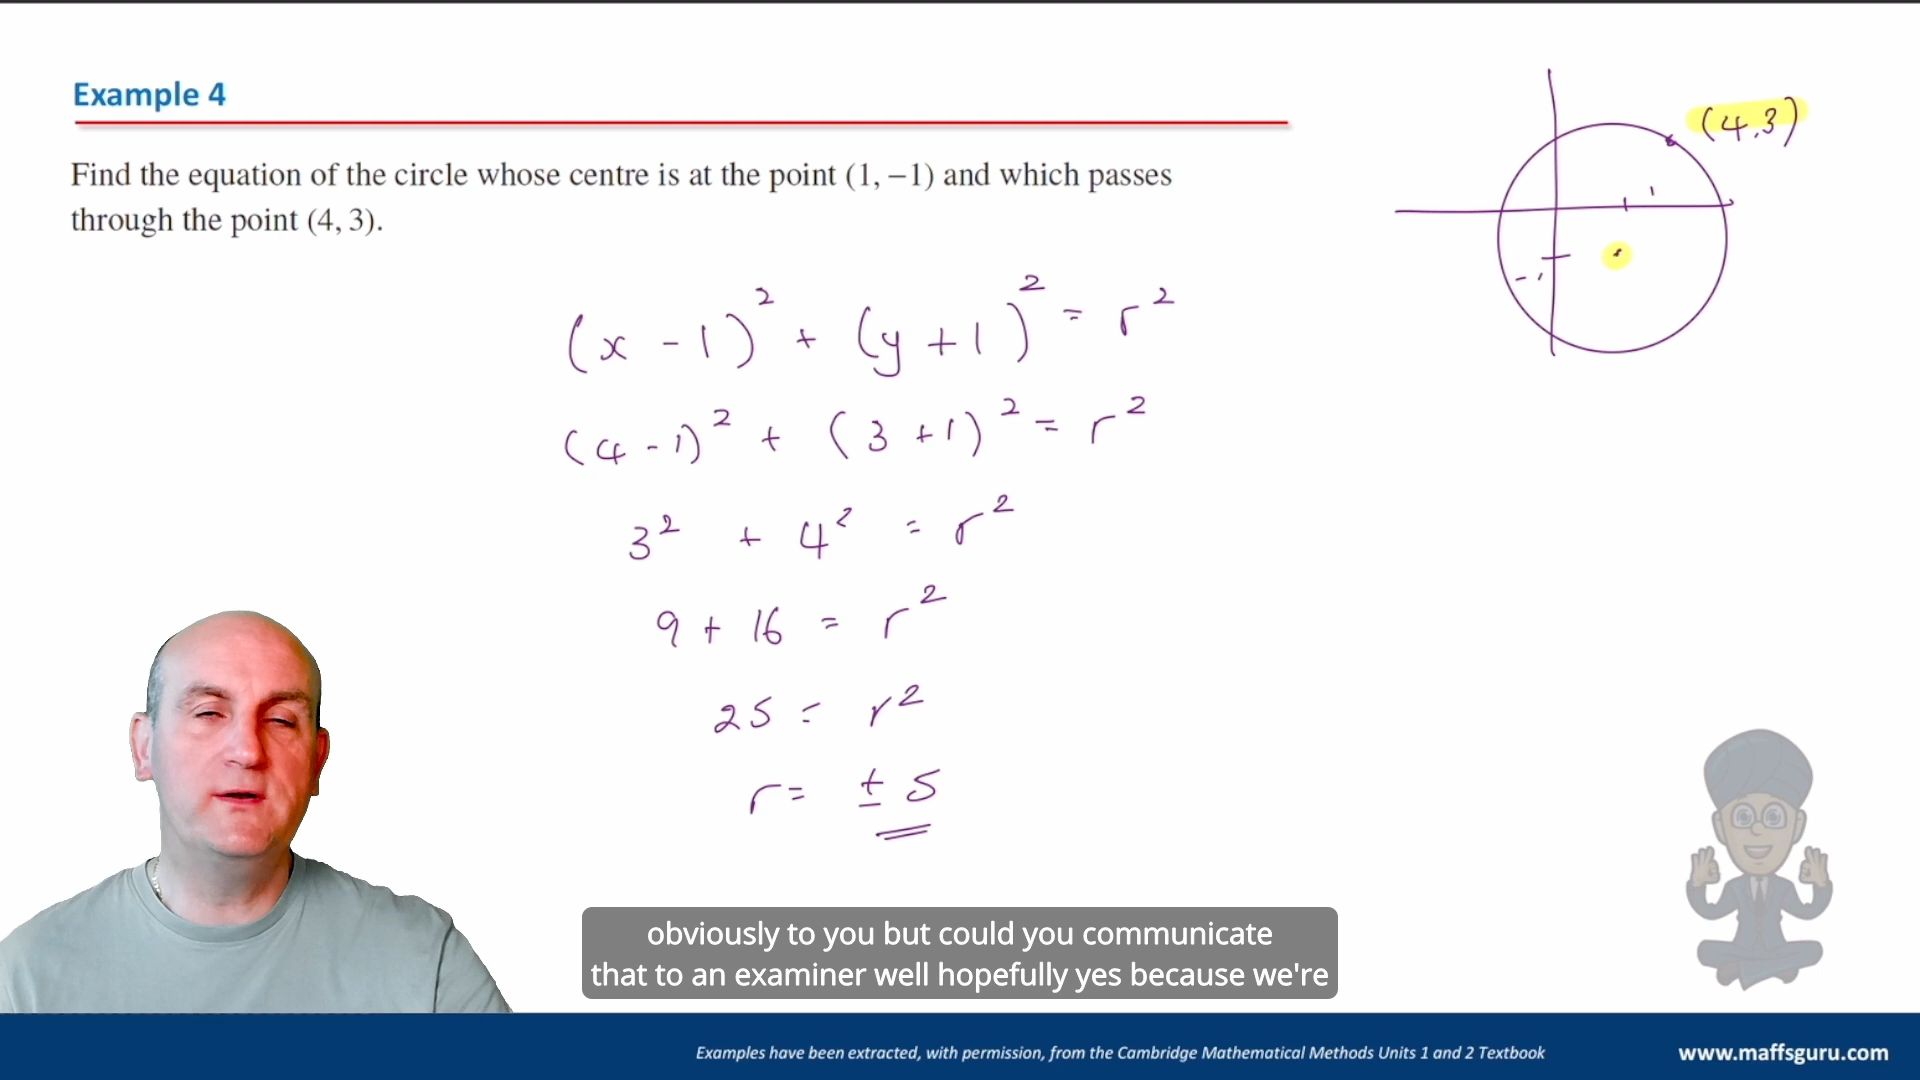 Example 4
(4,3)
Find the equation of the circle whose centre is at the point (1, −1) and which passes
through the point (4, 3).
1
-1
(x - 1)² + (y + 1)² = r²
(4 - 1)² + (3 + 1)² = r²
3² + 4² = r²
9 + 16 = r²
25 = r²
r = ± 5
obviously to you but could you communicate
that to an examiner well hopefully yes because we're
Examples have been extracted, with permission, from the Cambridge Mathematical Methods Units 1 and 2 Textbook
www.maffsguru.com